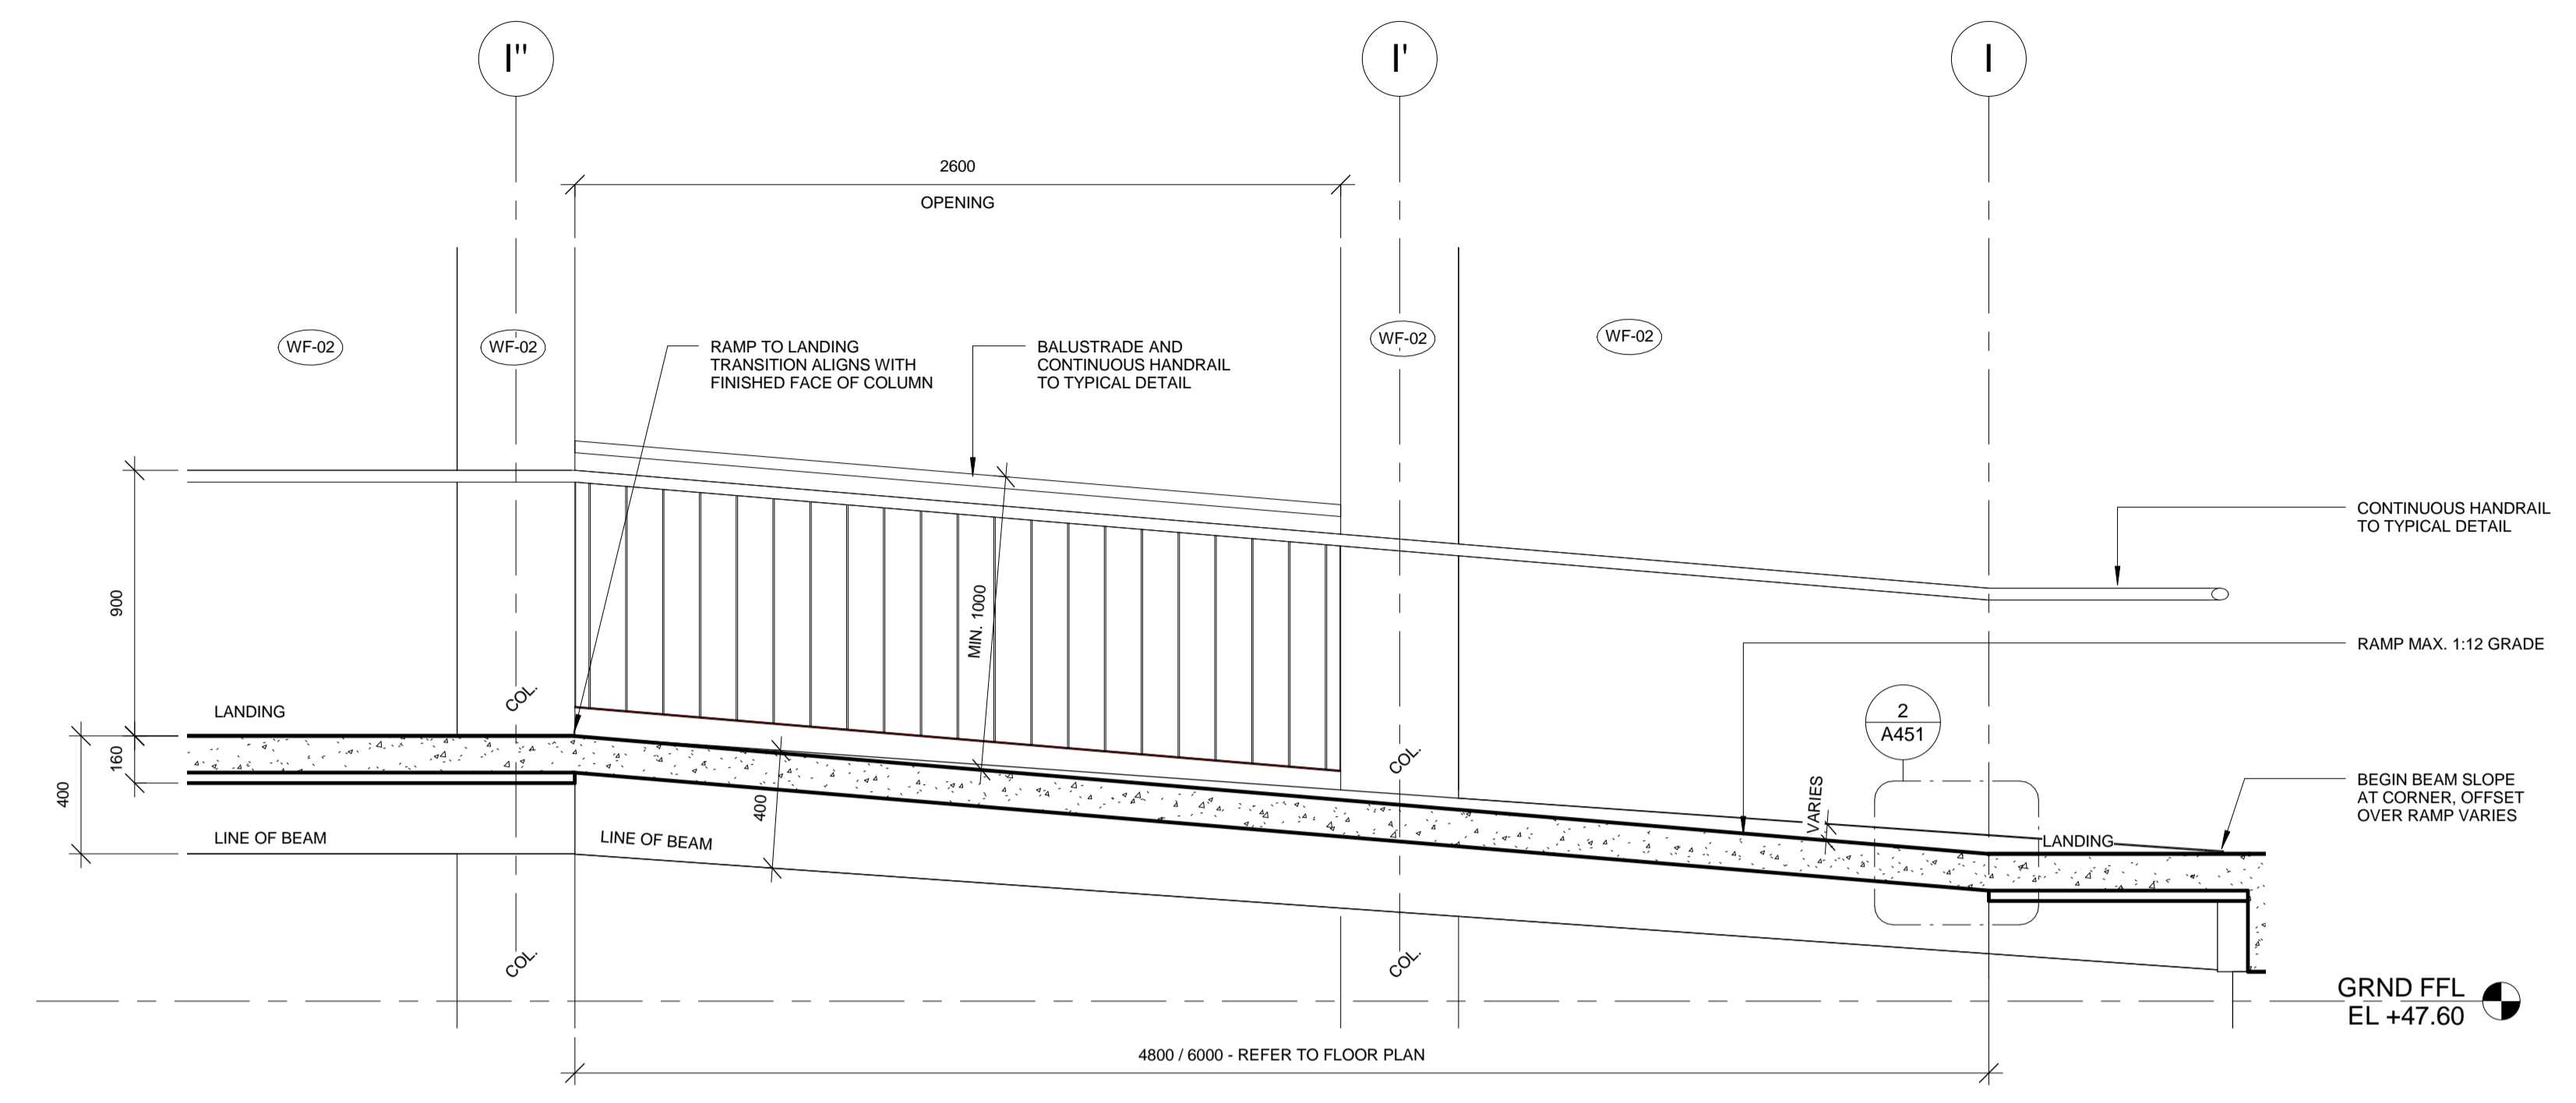 I"
I'
I
2600
OPENING
WF-02
WF-02
WF-02
WF-02
RAMP TO LANDING
TRANSITION ALIGNS WITH
FINISHED FACE OF COLUMN
BALUSTRADE AND
CONTINUOUS HANDRAIL
TO TYPICAL DETAIL
CONTINUOUS HANDRAIL
TO TYPICAL DETAIL
900
MIN. 1000
RAMP MAX. 1:12 GRADE
COL.
LANDING
2
A451
160
400
400
COL.
VARIES
BEGIN BEAM SLOPE
AT CORNER, OFFSET
OVER RAMP VARIES
LINE OF BEAM
LINE OF BEAM
LANDING
COL.
COL.
GRND FFL
EL +47.60
4800 / 6000 - REFER TO FLOOR PLAN